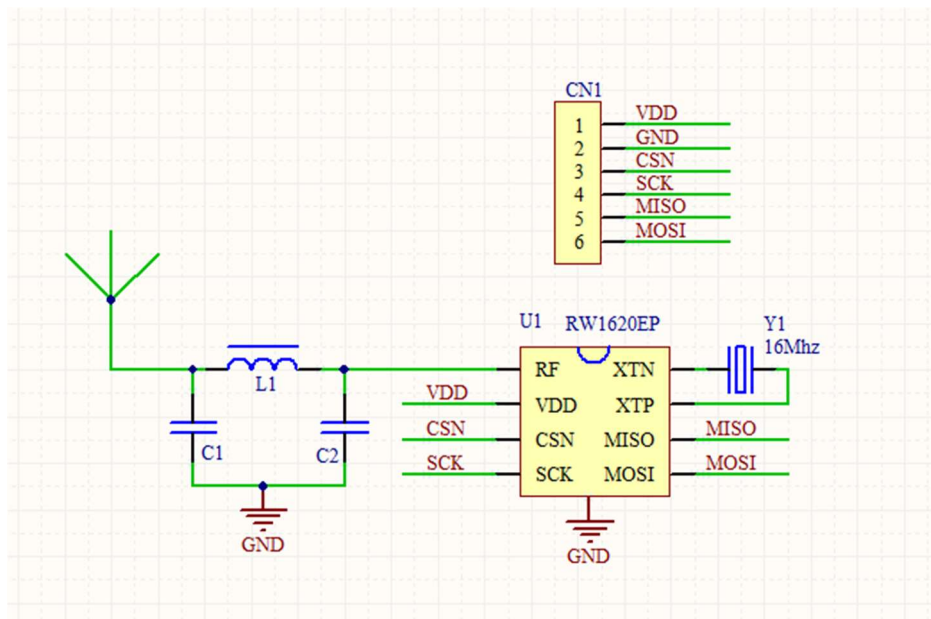 CN1
1 VDD
2 GND
3 CSN
4 SCK
5 MISO
6 MOSI
U1 RW1620EP Y1
16Mhz
RF XTN
L1
VDD VDD XTP
CSN CSN MISO MISO
C1 C2
SCK SCK MOSI MOSI
GND GND